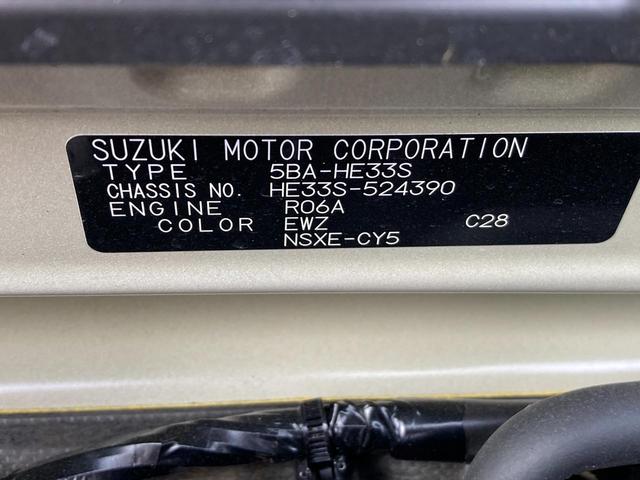 SUZUKI MOTOR CORPORATION
TYPE 5BA-HE33S
CHASSIS NO. HE33S-524390
ENGINE R06A
COLOR EWZ C28
NSXE-CY5